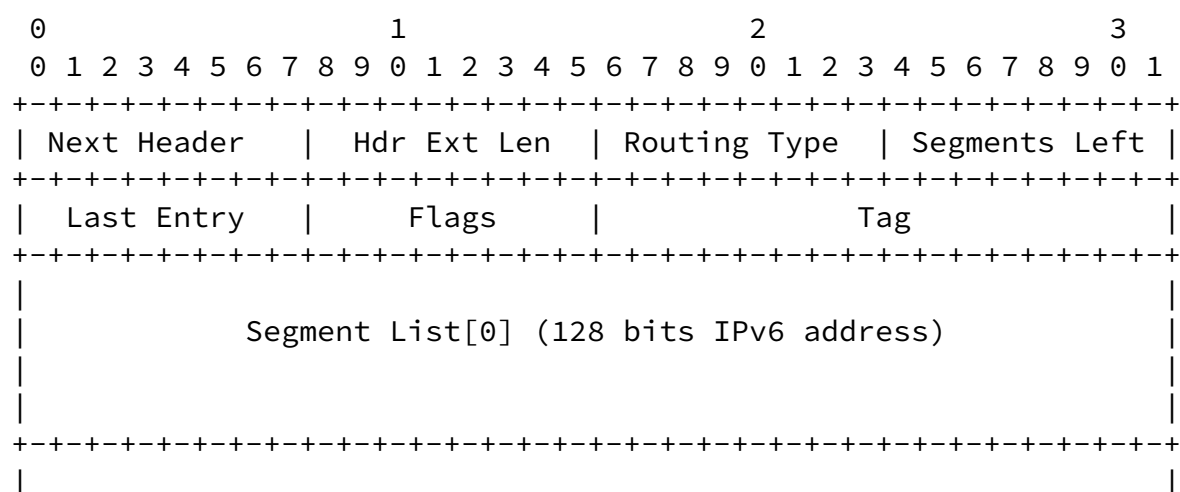 0                   1                   2                   3
 0 1 2 3 4 5 6 7 8 9 0 1 2 3 4 5 6 7 8 9 0 1 2 3 4 5 6 7 8 9 0 1
+-+-+-+-+-+-+-+-+-+-+-+-+-+-+-+-+-+-+-+-+-+-+-+-+-+-+-+-+-+-+-+-+
| Next Header   |  Hdr Ext Len  | Routing Type  | Segments Left |
+-+-+-+-+-+-+-+-+-+-+-+-+-+-+-+-+-+-+-+-+-+-+-+-+-+-+-+-+-+-+-+-+
|  Last Entry   |     Flags     |              Tag              |
+-+-+-+-+-+-+-+-+-+-+-+-+-+-+-+-+-+-+-+-+-+-+-+-+-+-+-+-+-+-+-+-+
|                                                               |
|            Segment List[0] (128 bits IPv6 address)            |
|                                                               |
|                                                               |
+-+-+-+-+-+-+-+-+-+-+-+-+-+-+-+-+-+-+-+-+-+-+-+-+-+-+-+-+-+-+-+-+
|                                                               |